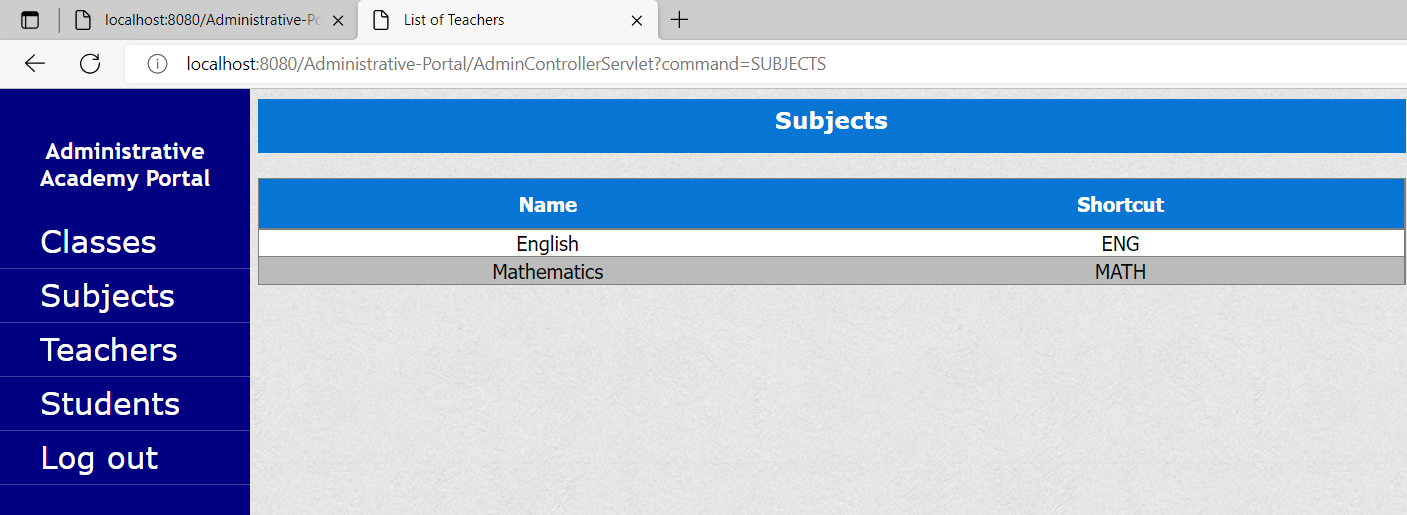 localhost:8080/Administrative-Po
List of Teachers
localhost:8080/Administrative-Portal/AdminControllerServlet?command=SUBJECTS
Administrative
Academy Portal
Classes
Subjects
Teachers
Students
Log out
Subjects
Name Shortcut
English ENG
Mathematics MATH